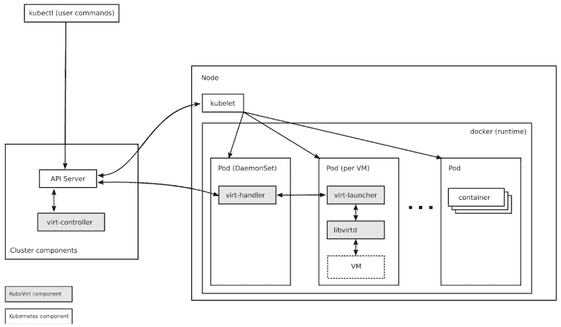 kubectl (user commands)
Node
kubelet
docker (runtime)
API Server
virt-controller
Cluster components
Pod (DaemonSet)
virt-handler
Pod (per VM)
virt-launcher
libvirtd
VM
Pod
container
KubeVirt component
Kubernetes component